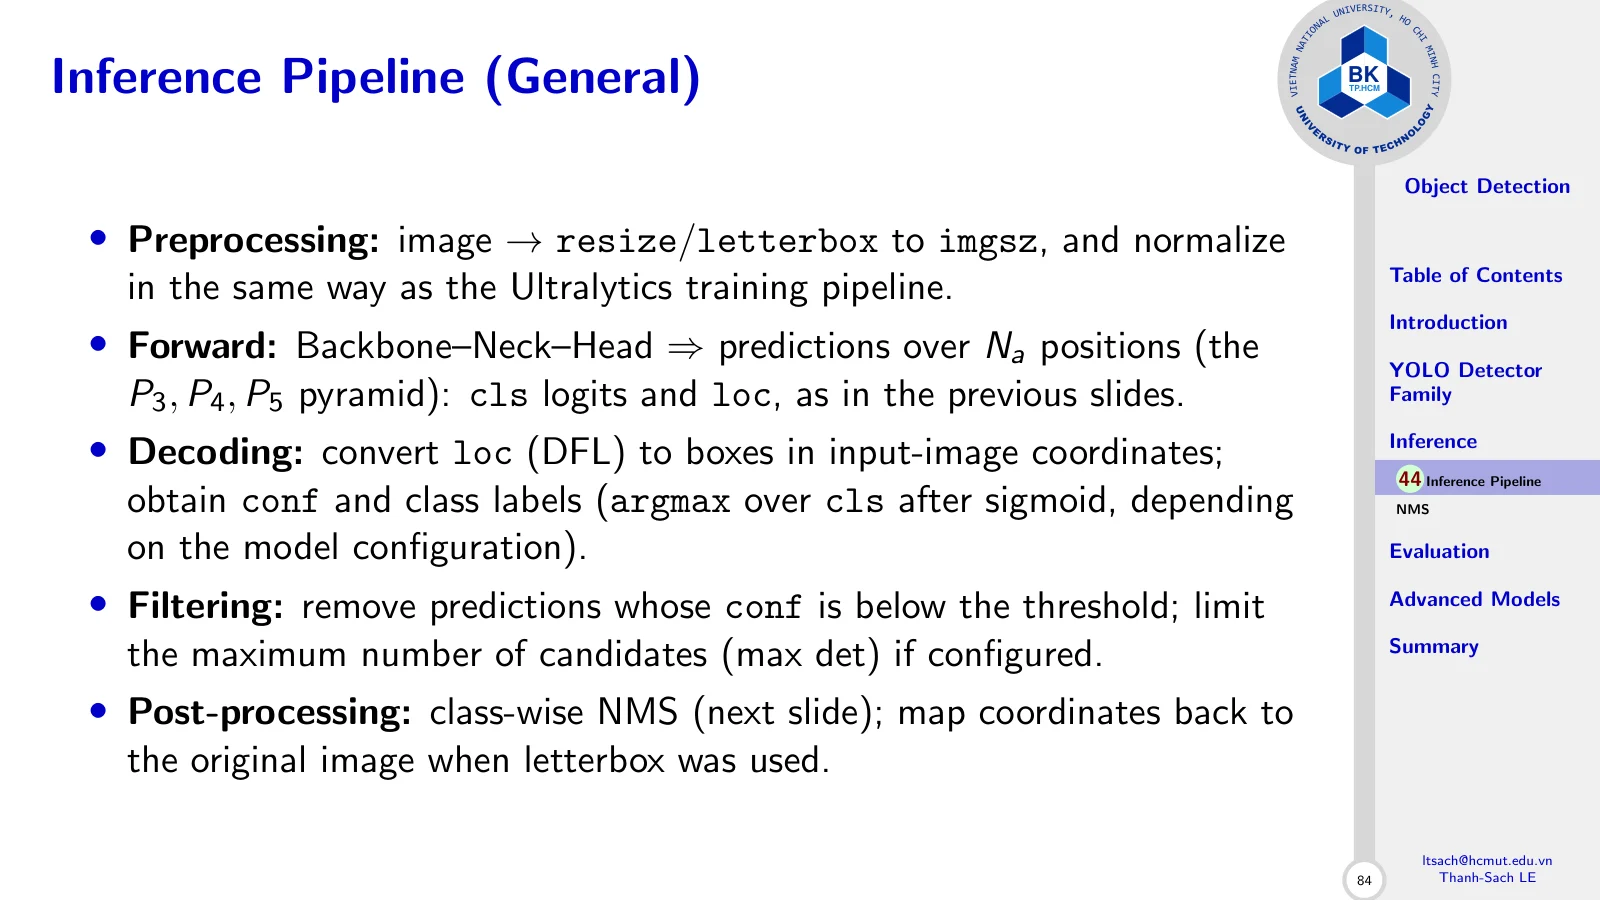 Inference Pipeline (General)
• Preprocessing: image → resize/letterbox to imgsz, and normalize
in the same way as the Ultralytics training pipeline.
• Forward: Backbone–Neck–Head ⇒ predictions over Nₐ positions (the
P₃, P₄, P₅ pyramid): cls logits and loc, as in the previous slides.
• Decoding: convert loc (DFL) to boxes in input-image coordinates;
obtain conf and class labels (argmax over cls after sigmoid, depending
on the model configuration).
• Filtering: remove predictions whose conf is below the threshold; limit
the maximum number of candidates (max det) if configured.
• Post-processing: class-wise NMS (next slide); map coordinates back to
the original image when letterbox was used.
VIETNAM NATIONAL UNIVERSITY, HO CHI MINH CITY
BK
TP.HCM
UNIVERSITY OF TECHNOLOGY
Object Detection
Table of Contents
Introduction
YOLO Detector
Family
Inference
44 Inference Pipeline
NMS
Evaluation
Advanced Models
Summary
ltsach@hcmut.edu.vn
Thanh-Sach LE
84